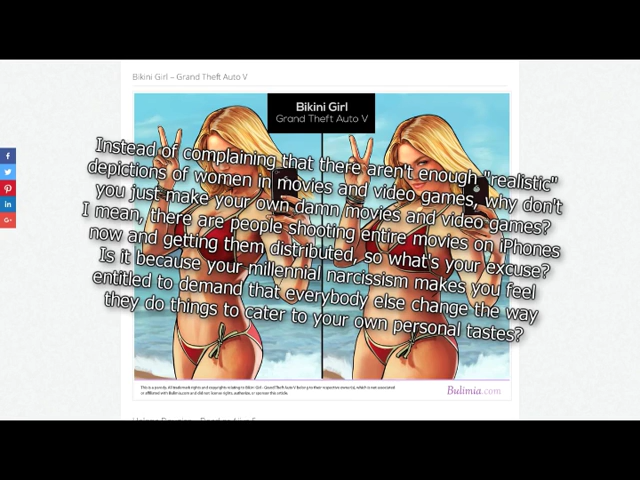 Bikini Girl – Grand Theft Auto V
Bikini Girl
Grand Theft Auto V
Instead of complaining that there aren't enough "realistic"
depictions of women in movies and video games, why don't
you just make your own damn movies and video games?
I mean, there are people shooting entire movies on iPhones
now and getting them distributed, so what's your excuse?
Is it because your millennial narcissism makes you feel
entitled to demand that everybody else change the way
they do things to cater to your own personal tastes?
Bulimia.com